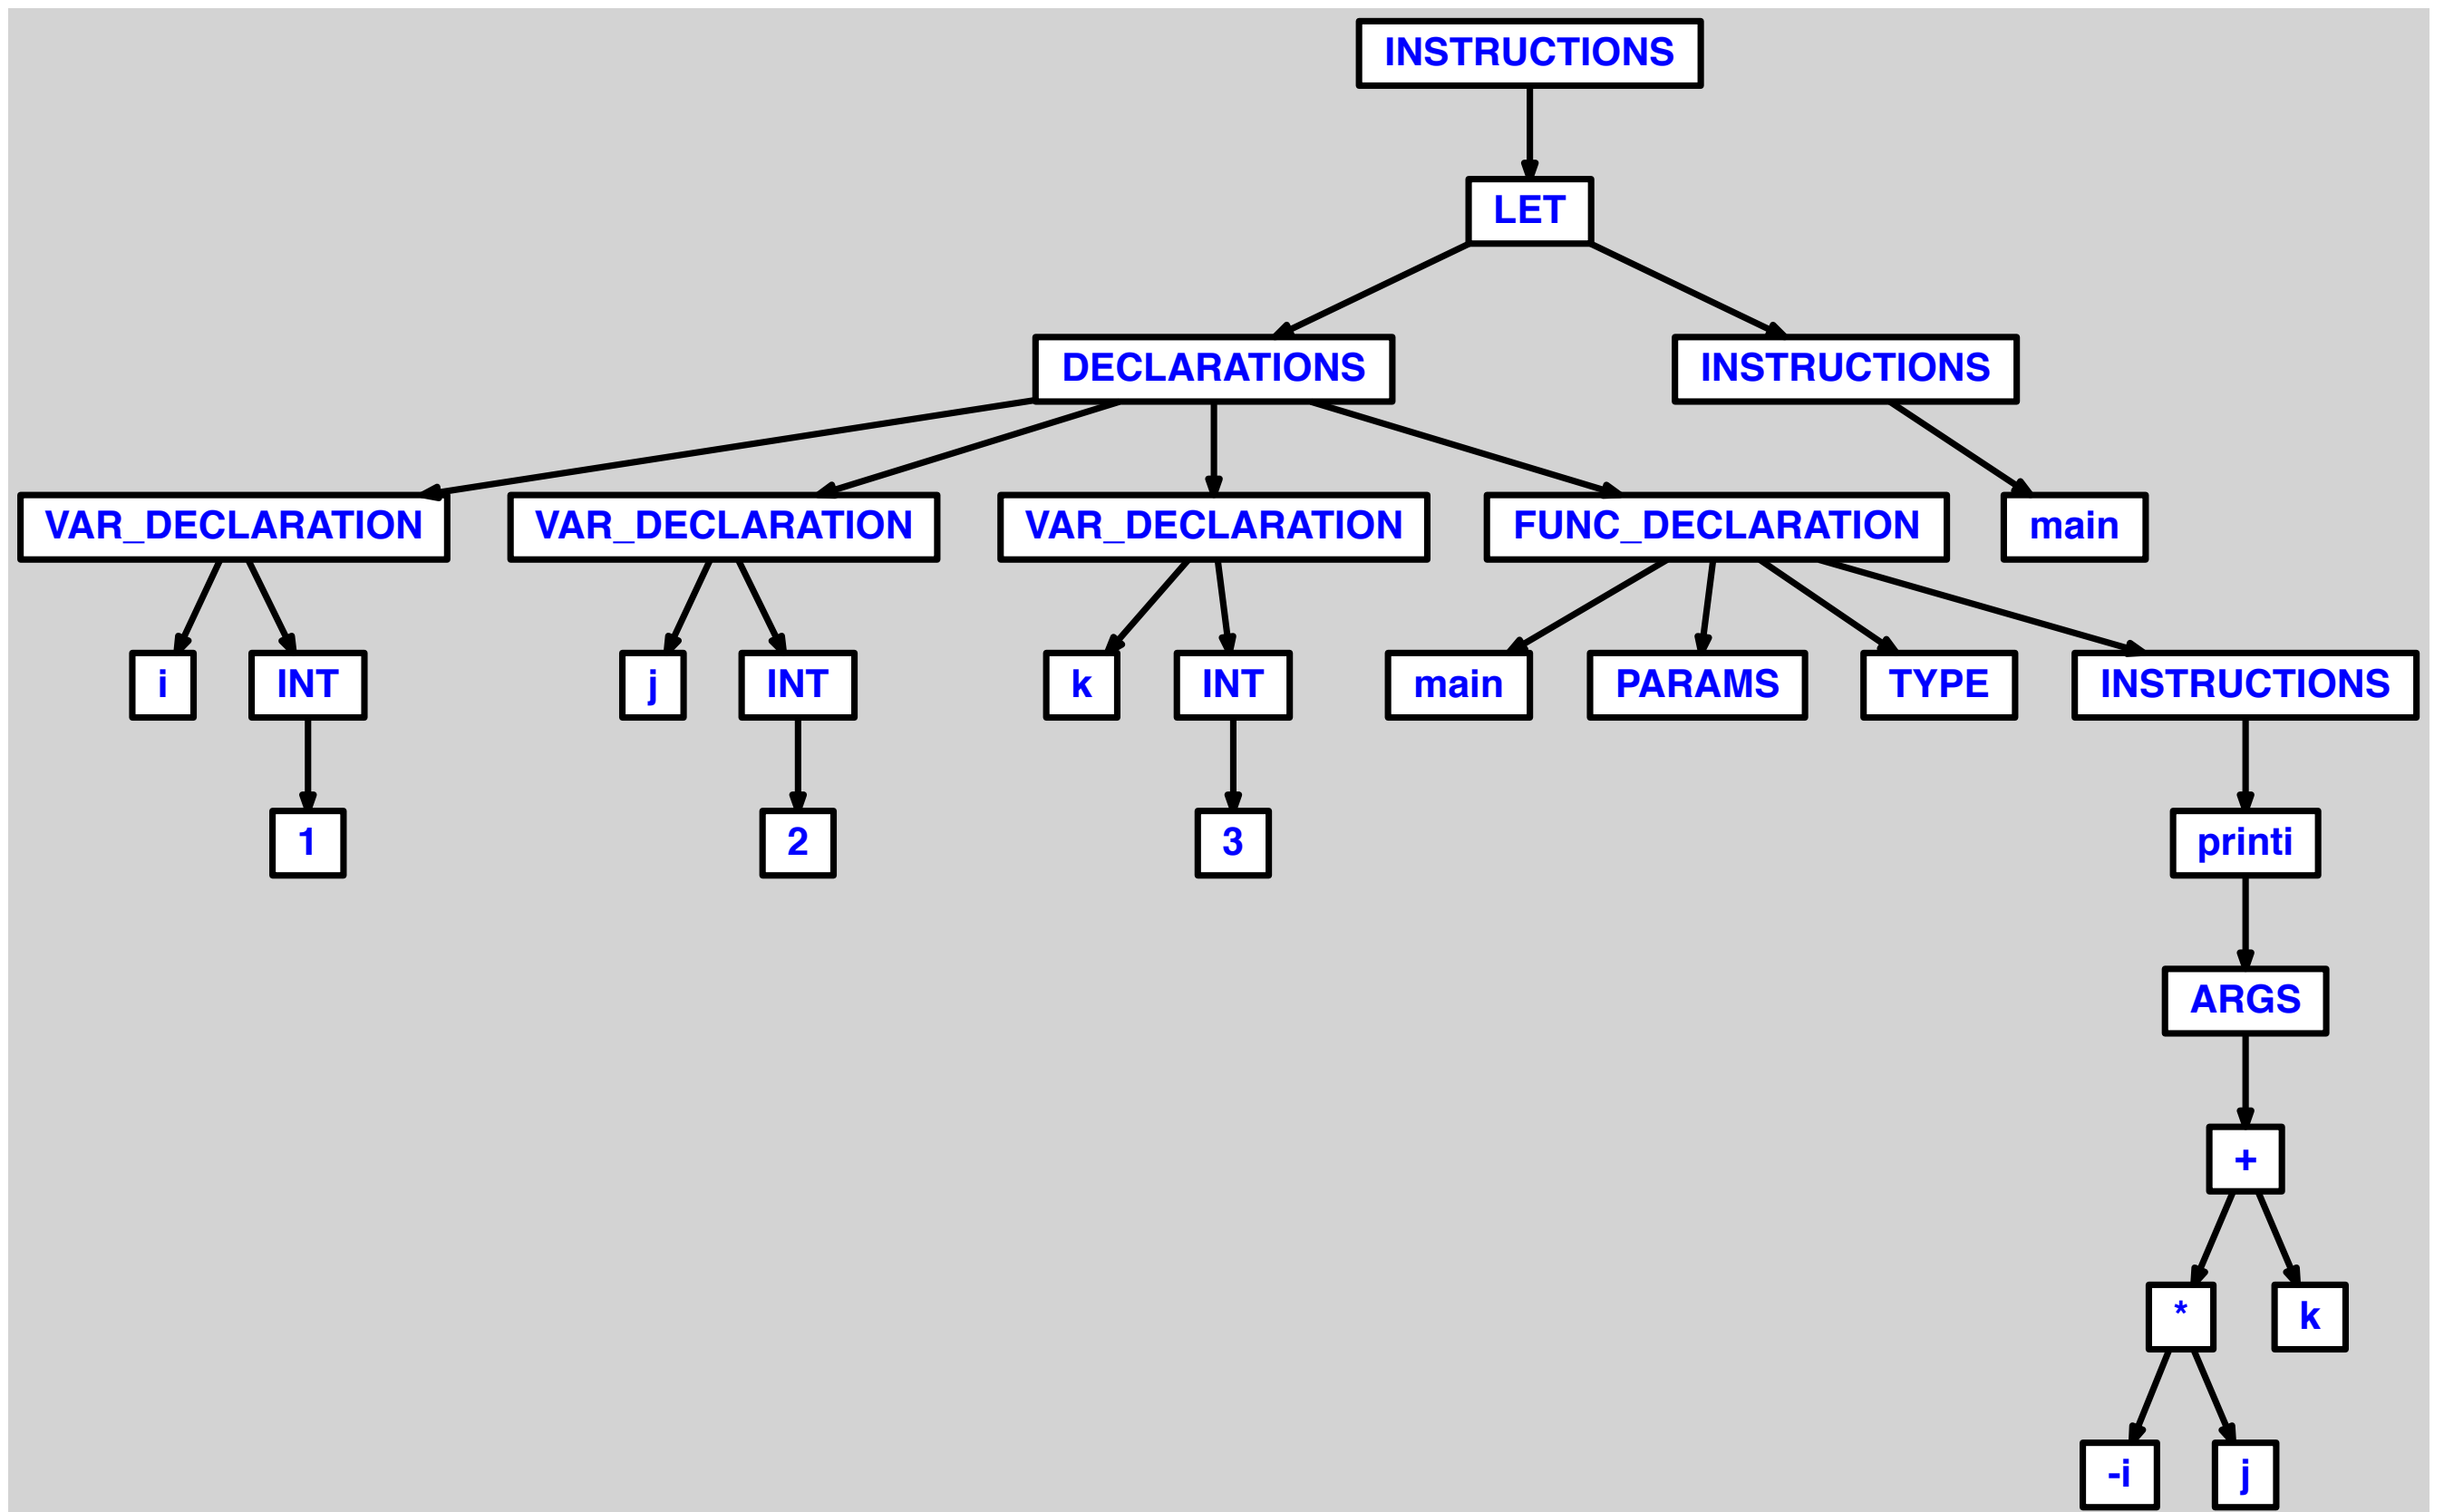 INSTRUCTIONS
LET
DECLARATIONS INSTRUCTIONS
VAR_DECLARATION VAR_DECLARATION VAR_DECLARATION FUNC_DECLARATION main
i INT j INT k INT main PARAMS TYPE INSTRUCTIONS
1 2 3 printi
ARGS
+
* k
-i j